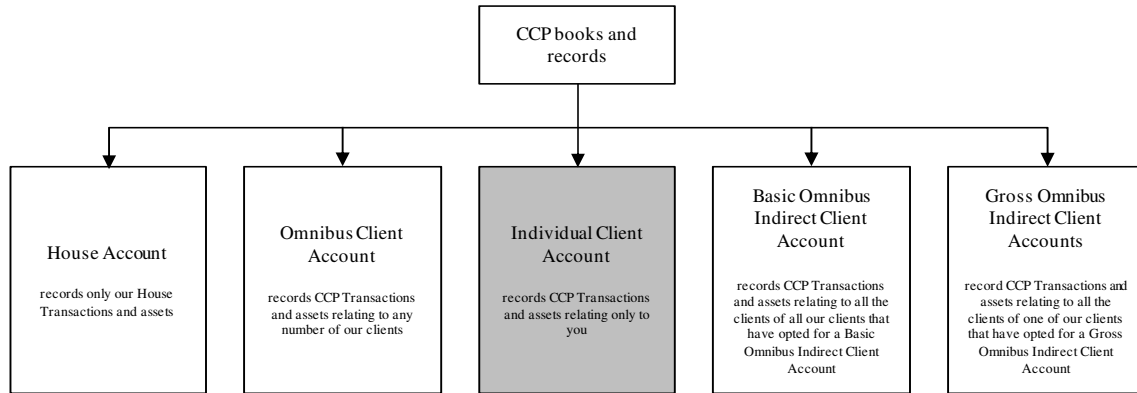 CCP books and
records
House Account
records only our House
Transactions and assets
Omnibus Client
Account
records CCP Transactions
and assets relating to any
number of our clients
Individual Client
Account
records CCP Transactions
and assets relating only to
you
Basic Omnibus
Indirect Client
Account
records CCP Transactions
and assets relating to all the
clients of all our clients that
have opted for a Basic
Omnibus Indirect Client
Account
Gross Omnibus
Indirect Client
Accounts
record CCP Transactions and
assets relating to all the
clients of one of our clients
that have opted for a Gross
Omnibus Indirect Client
Account